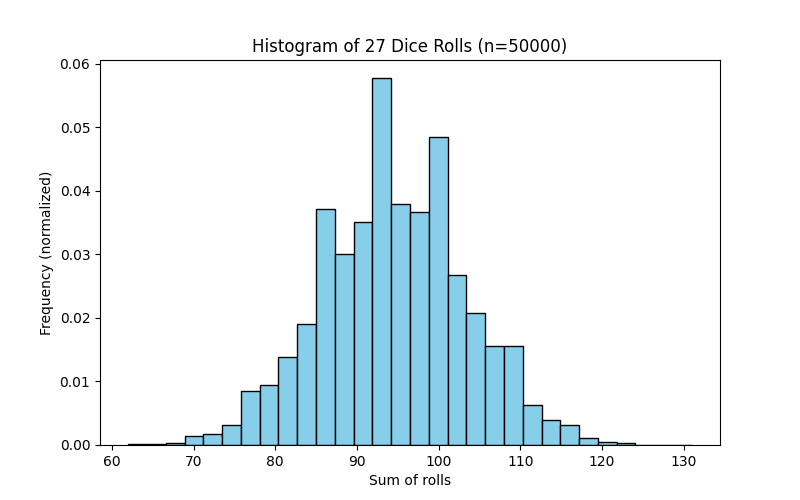 Histogram of 27 Dice Rolls (n=50000)
0.06
0.05
0.04
0.03
0.02
0.01
0.00
Frequency (normalized)
60 70 80 90 100 110 120 130
Sum of rolls